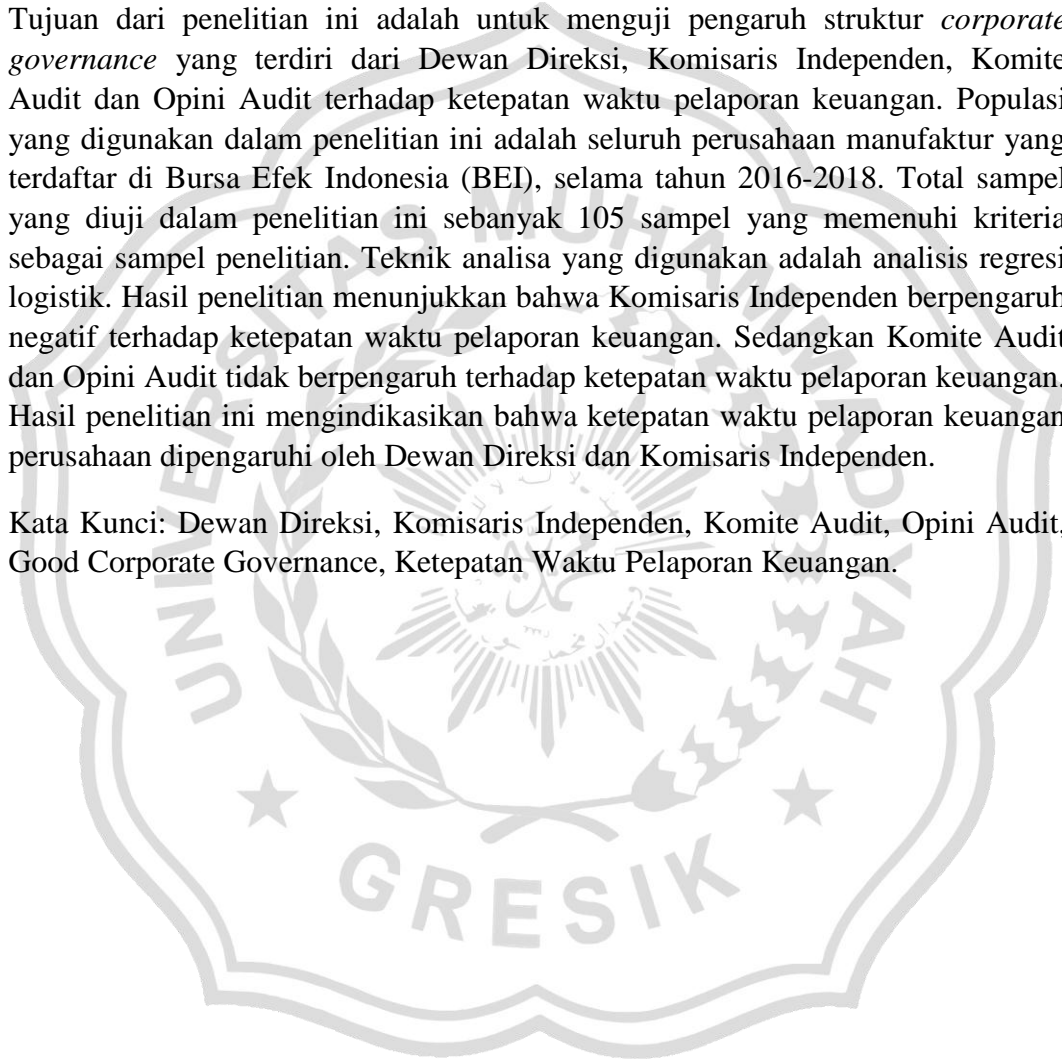 Tujuan dari penelitian ini adalah untuk menguji pengaruh struktur corporate
governance yang terdiri dari Dewan Direksi, Komisaris Independen, Komite
Audit dan Opini Audit terhadap ketepatan waktu pelaporan keuangan. Populasi
yang digunakan dalam penelitian ini adalah seluruh perusahaan manufaktur yang
terdaftar di Bursa Efek Indonesia (BEI), selama tahun 2016-2018. Total sampel
yang diuji dalam penelitian ini sebanyak 105 sampel yang memenuhi kriteria
sebagai sampel penelitian. Teknik analisa yang digunakan adalah analisis regresi
logistik. Hasil penelitian menunjukkan bahwa Komisaris Independen berpengaruh
negatif terhadap ketepatan waktu pelaporan keuangan. Sedangkan Komite Audit
dan Opini Audit tidak berpengaruh terhadap ketepatan waktu pelaporan keuangan.
Hasil penelitian ini mengindikasikan bahwa ketepatan waktu pelaporan keuangan
perusahaan dipengaruhi oleh Dewan Direksi dan Komisaris Independen.
Kata Kunci: Dewan Direksi, Komisaris Independen, Komite Audit, Opini Audit,
Good Corporate Governance, Ketepatan Waktu Pelaporan Keuangan.
UNIVERSITAS MUHAMMADIYAH
GRESIK